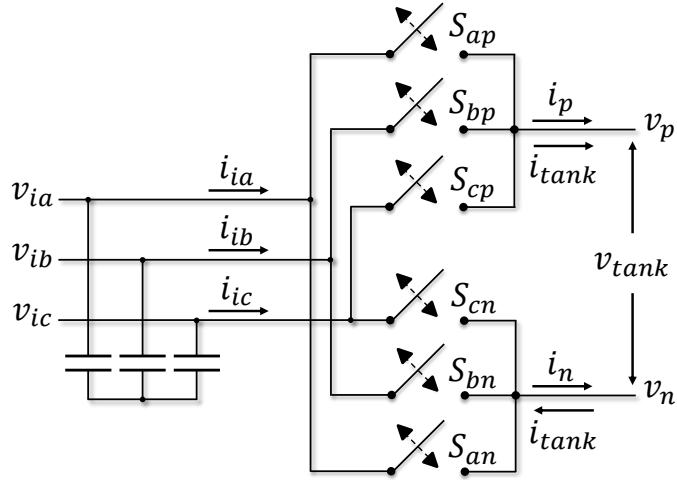 S_ap
i_p
v_p
S_bp
i_tank
i_ia
S_cp
v_ia
i_ib
v_ib
v_tank
i_ic
S_cn
v_ic
S_bn
i_n
v_n
i_tank
S_an